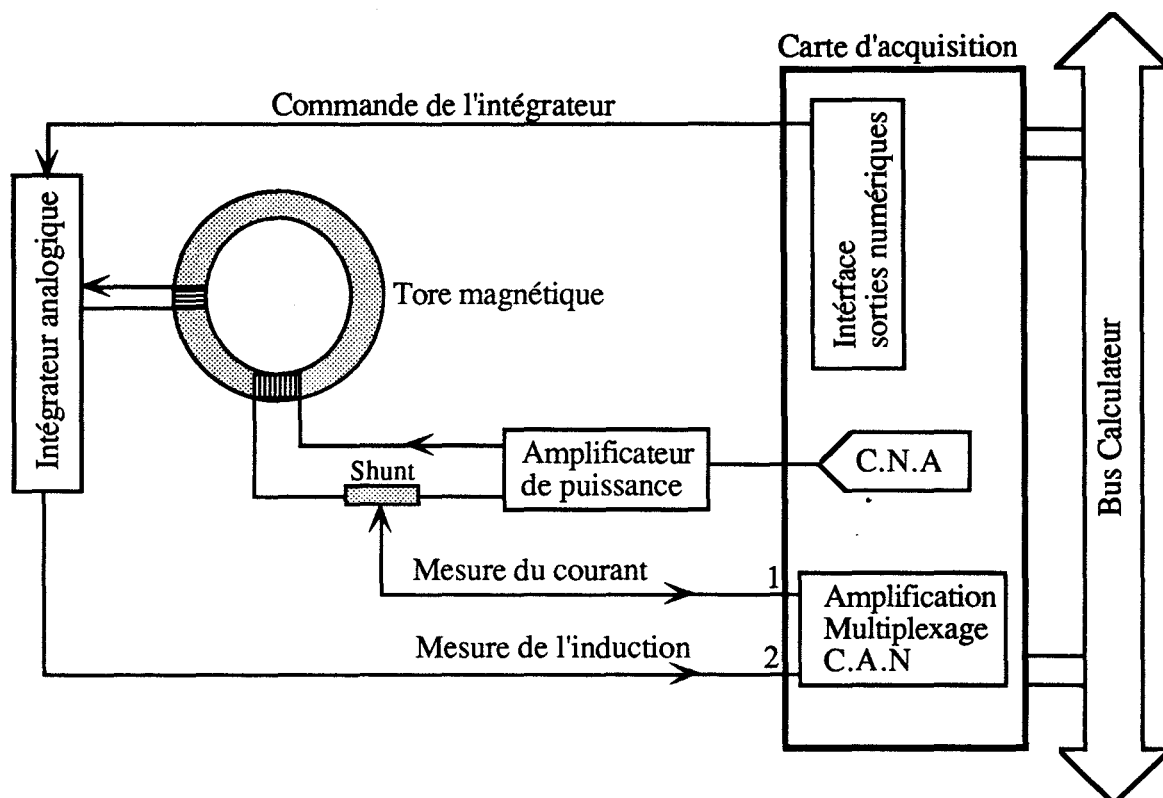 Carte d'acquisition
Commande de l'intégrateur
Intégrateur analogique
Tore magnétique
Intérface
sorties numériques
Bus Calculateur
Amplificateur
de puissance
C.N.A
Shunt
Mesure du courant
1
Amplification
Multiplexage
C.A.N
Mesure de l'induction
2